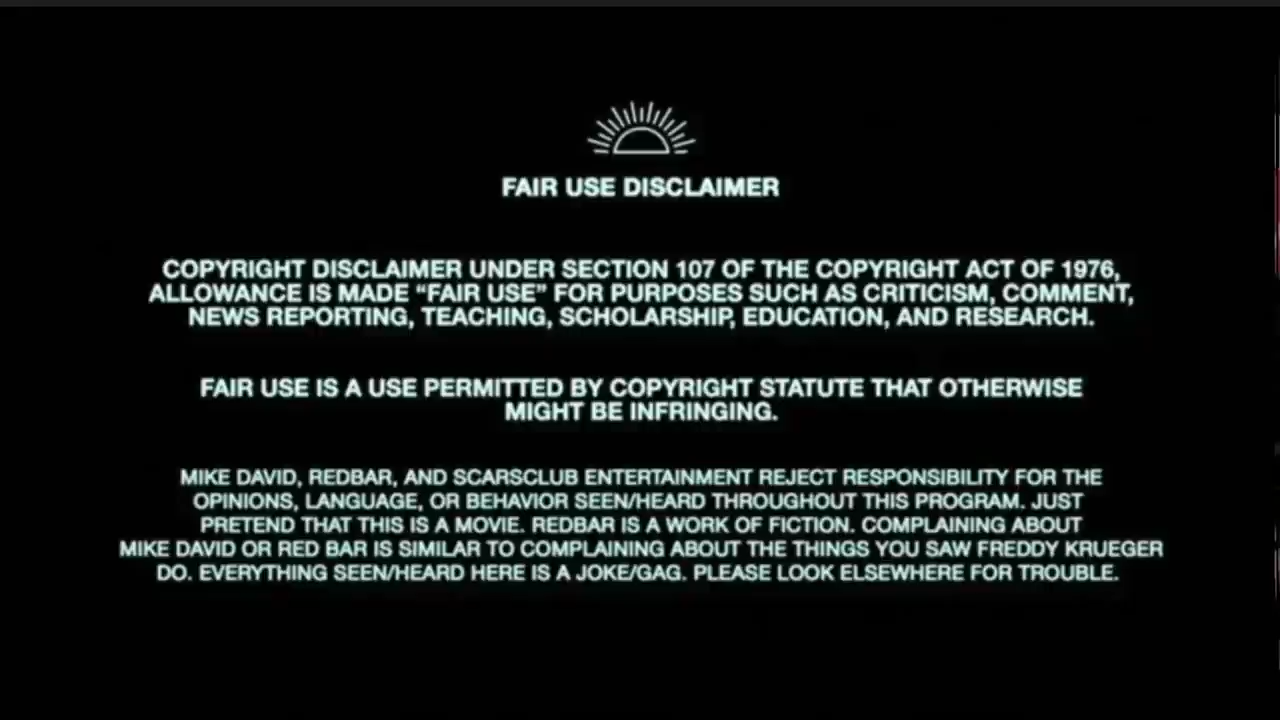 FAIR USE DISCLAIMER
COPYRIGHT DISCLAIMER UNDER SECTION 107 OF THE COPYRIGHT ACT OF 1976,
ALLOWANCE IS MADE “FAIR USE” FOR PURPOSES SUCH AS CRITICISM, COMMENT,
NEWS REPORTING, TEACHING, SCHOLARSHIP, EDUCATION, AND RESEARCH.
FAIR USE IS A USE PERMITTED BY COPYRIGHT STATUTE THAT OTHERWISE
MIGHT BE INFRINGING.
MIKE DAVID, REDBAR, AND SCARSCLUB ENTERTAINMENT REJECT RESPONSIBILITY FOR THE
OPINIONS, LANGUAGE, OR BEHAVIOR SEEN/HEARD THROUGHOUT THIS PROGRAM. JUST
PRETEND THAT THIS IS A MOVIE. REDBAR IS A WORK OF FICTION. COMPLAINING ABOUT
MIKE DAVID OR RED BAR IS SIMILAR TO COMPLAINING ABOUT THE THINGS YOU SAW FREDDY KRUEGER
DO. EVERYTHING SEEN/HEARD HERE IS A JOKE/GAG. PLEASE LOOK ELSEWHERE FOR TROUBLE.